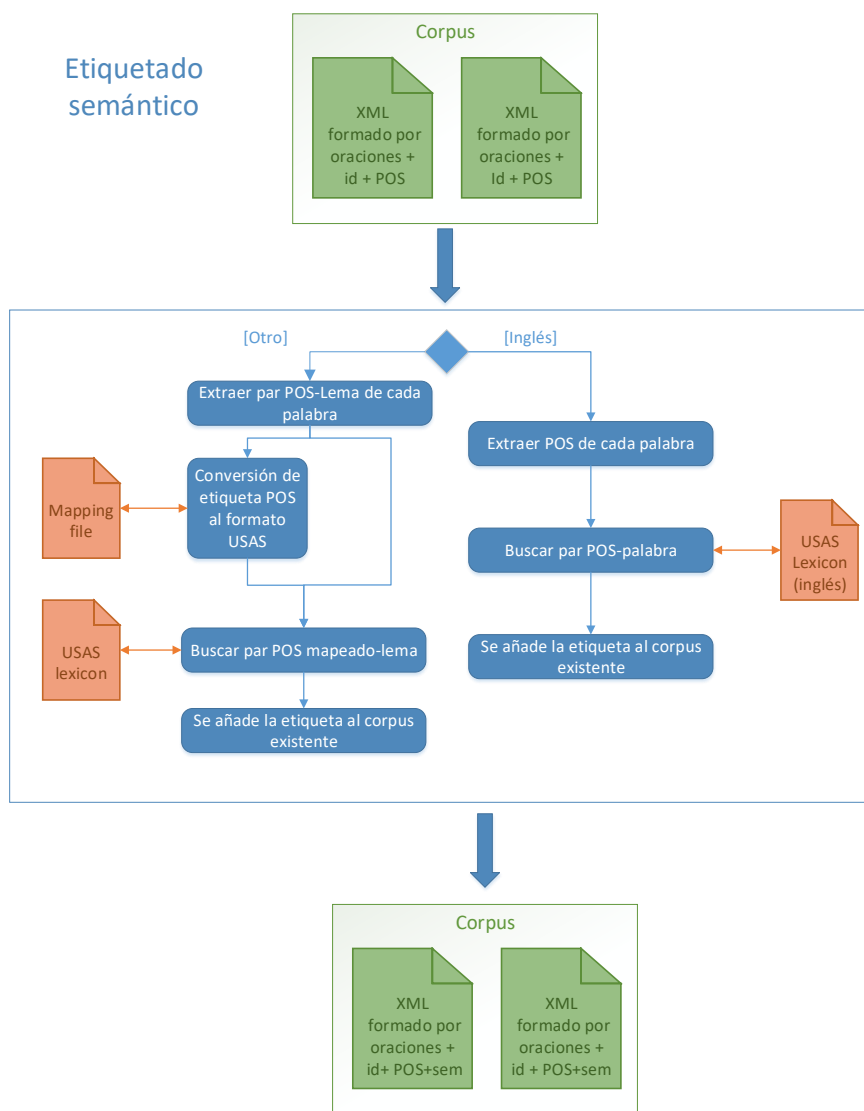 Etiquetado
semántico
Corpus
XML
formado por
oraciones +
id + POS
XML
formado por
oraciones +
Id + POS
[Otro]
[Inglés]
Extraer par POS-Lema de cada
palabra
Extraer POS de cada palabra
Mapping
file
Conversión de
etiqueta POS
al formato
USAS
Buscar par POS-palabra
USAS
Lexicon
(inglés)
USAS
lexicon
Buscar par POS mapeado-lema
Se añade la etiqueta al corpus
existente
Se añade la etiqueta al corpus
existente
Corpus
XML
formado por
oraciones +
id+ POS+sem
XML
formado por
oraciones +
id + POS+sem